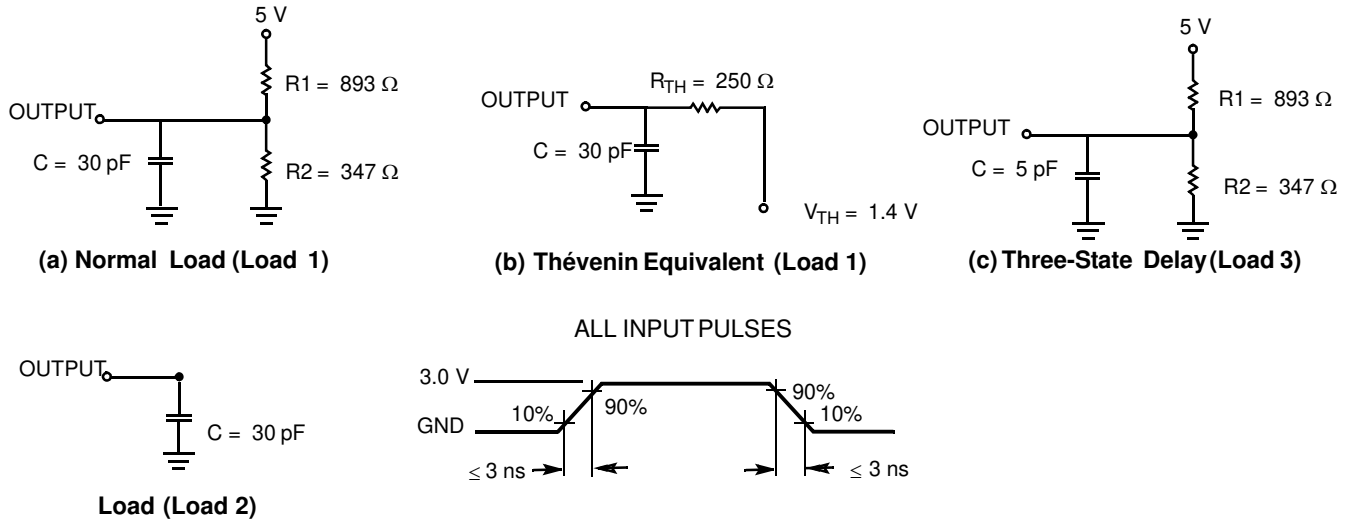 5 V
R1 = 893 Ω
OUTPUT
C = 30 pF
R2 = 347 Ω
(a) Normal Load (Load 1)
R_TH = 250 Ω
OUTPUT
C = 30 pF
V_TH = 1.4 V
(b) Thévenin Equivalent (Load 1)
5 V
R1 = 893 Ω
OUTPUT
C = 5 pF
R2 = 347 Ω
(c) Three-State Delay (Load 3)
OUTPUT
C = 30 pF
Load (Load 2)
ALL INPUT PULSES
3.0 V
GND
10%
90%
90%
10%
≤ 3 ns
≤ 3 ns